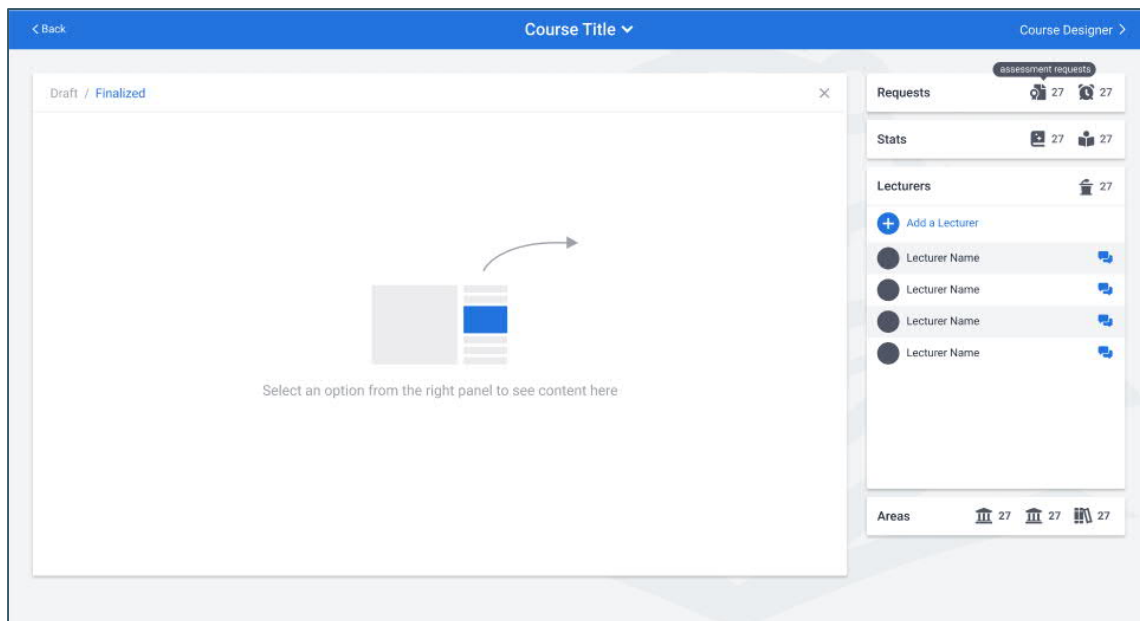 Back
Course Title
Course Designer
Draft / Finalized
assessment requests
Requests 27 27
Stats 27 27
Lecturers 27
Add a Lecturer
Lecturer Name
Lecturer Name
Lecturer Name
Lecturer Name
Select an option from the right panel to see content here
Areas 27 27 27